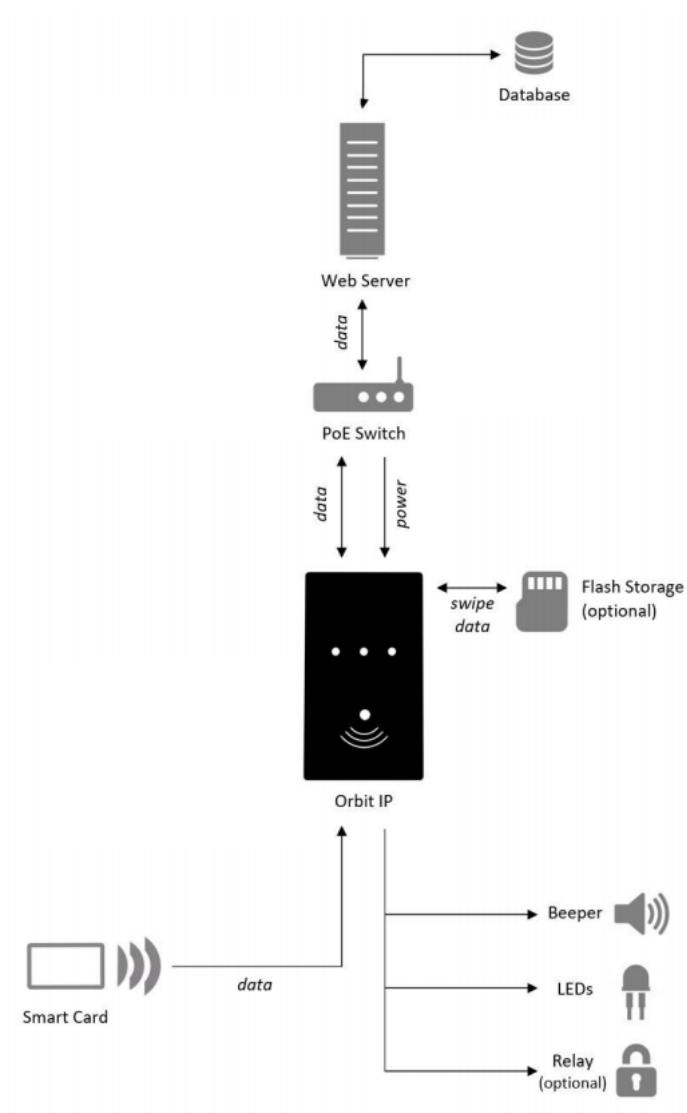 Database
Web Server
data
PoE Switch
data
power
Flash Storage
(optional)
swipe
data
Orbit IP
Beeper
data
LEDs
Smart Card
Relay
(optional)